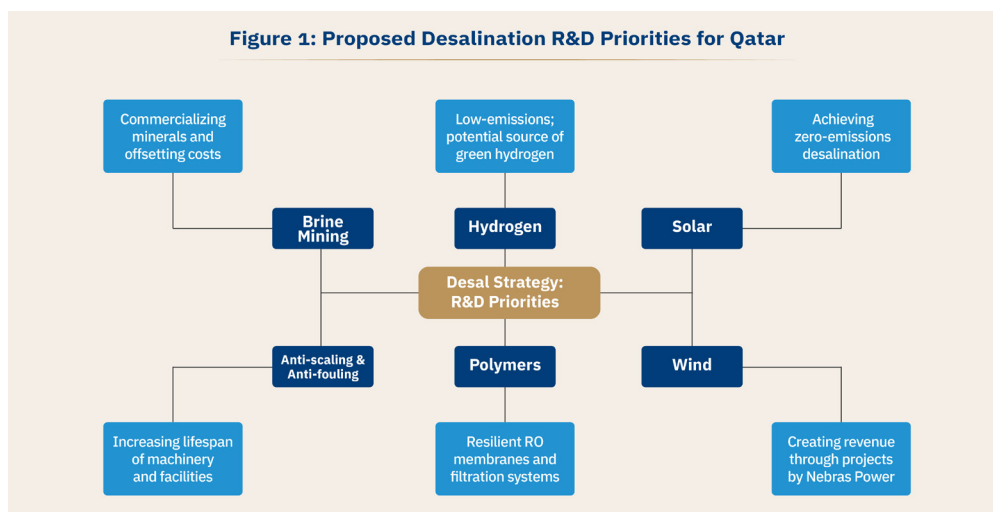 Figure 1: Proposed Desalination R&D Priorities for Qatar
Commercializing
minerals and
offsetting costs
Low-emissions;
potential source of
green hydrogen
Achieving
zero-emissions
desalination
Brine
Mining
Hydrogen
Solar
Desal Strategy:
R&D Priorities
Anti-scaling &
Anti-fouling
Polymers
Wind
Increasing lifespan
of machinery
and facilities
Resilient RO
membranes and
filtration systems
Creating revenue
through projects
by Nebras Power